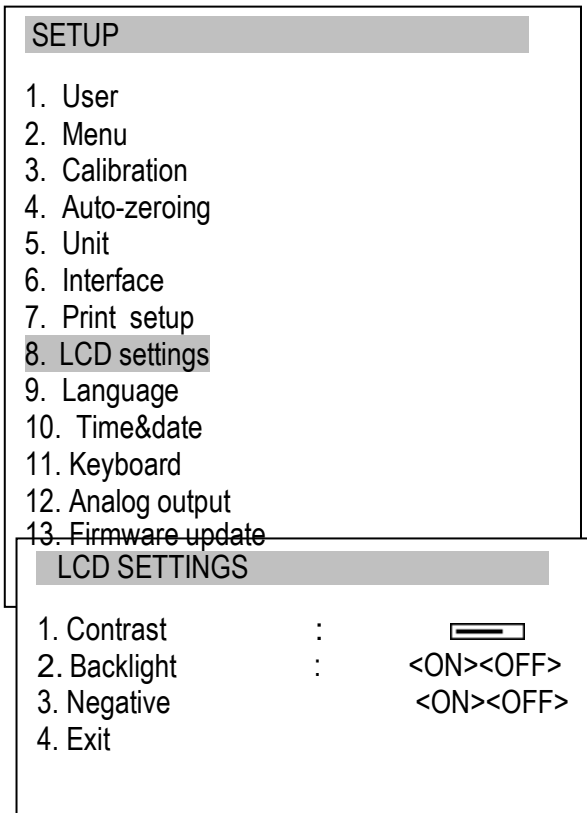 SETUP
1. User
2. Menu
3. Calibration
4. Auto-zeroing
5. Unit
6. Interface
7. Print setup
8. LCD settings
9. Language
10. Time&date
11. Keyboard
12. Analog output
13. Firmware update
LCD SETTINGS
1. Contrast :
2. Backlight : <ON><OFF>
3. Negative <ON><OFF>
4. Exit